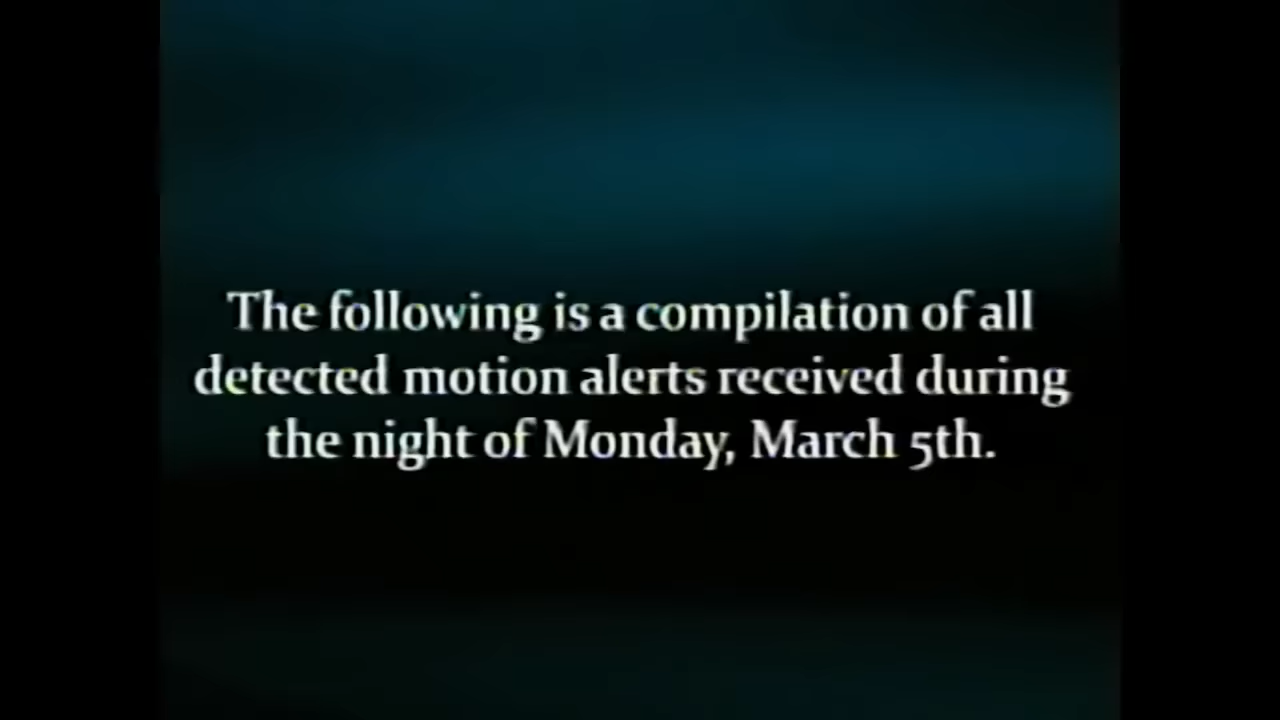 The following is a compilation of all
detected motion alerts received during
the night of Monday, March 5th.